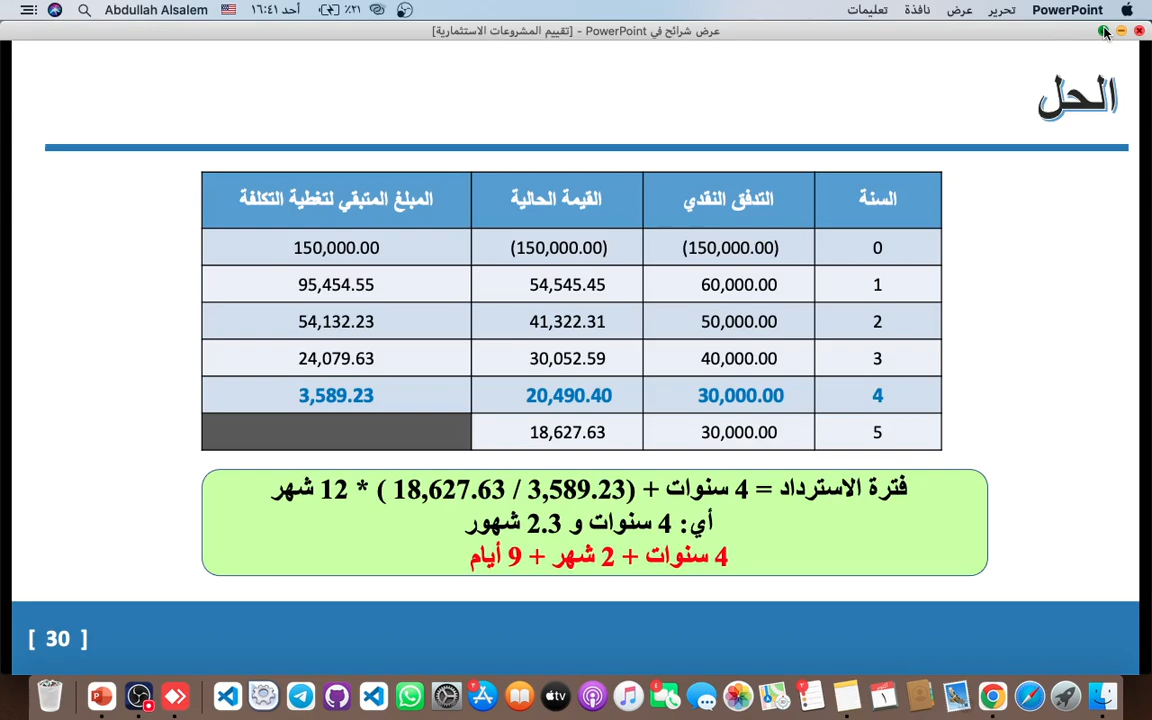 PowerPoint تحرير عرض نافذة تعليمات Abdullah Alsalem أحد ١٦:٤١ ٪٢١
عرض شرائح في PowerPoint - [تقييم المشروعات الاستثمارية]
الحل
السنة التدفق النقدي القيمة الحالية المبلغ المتبقي لتغطية التكلفة
0 (150,000.00) (150,000.00) 150,000.00
1 60,000.00 54,545.45 95,454.55
2 50,000.00 41,322.31 54,132.23
3 40,000.00 30,052.59 24,079.63
4 30,000.00 20,490.40 3,589.23
5 30,000.00 18,627.63
فترة الاسترداد = 4 سنوات + (3,589.23 / 18,627.63 ) * 12 شهر
أي: 4 سنوات و 2.3 شهور
4 سنوات + 2 شهر + 9 أيام
[ 30 ]
tv